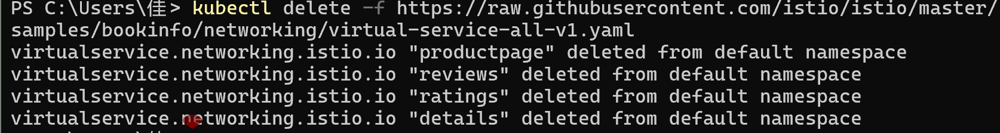 PS C:\Users\佳> kubectl delete -f https://raw.githubusercontent.com/istio/istio/master/
samples/bookinfo/networking/virtual-service-all-v1.yaml
virtualservice.networking.istio.io "productpage" deleted from default namespace
virtualservice.networking.istio.io "reviews" deleted from default namespace
virtualservice.networking.istio.io "ratings" deleted from default namespace
virtualservice.networking.istio.io "details" deleted from default namespace